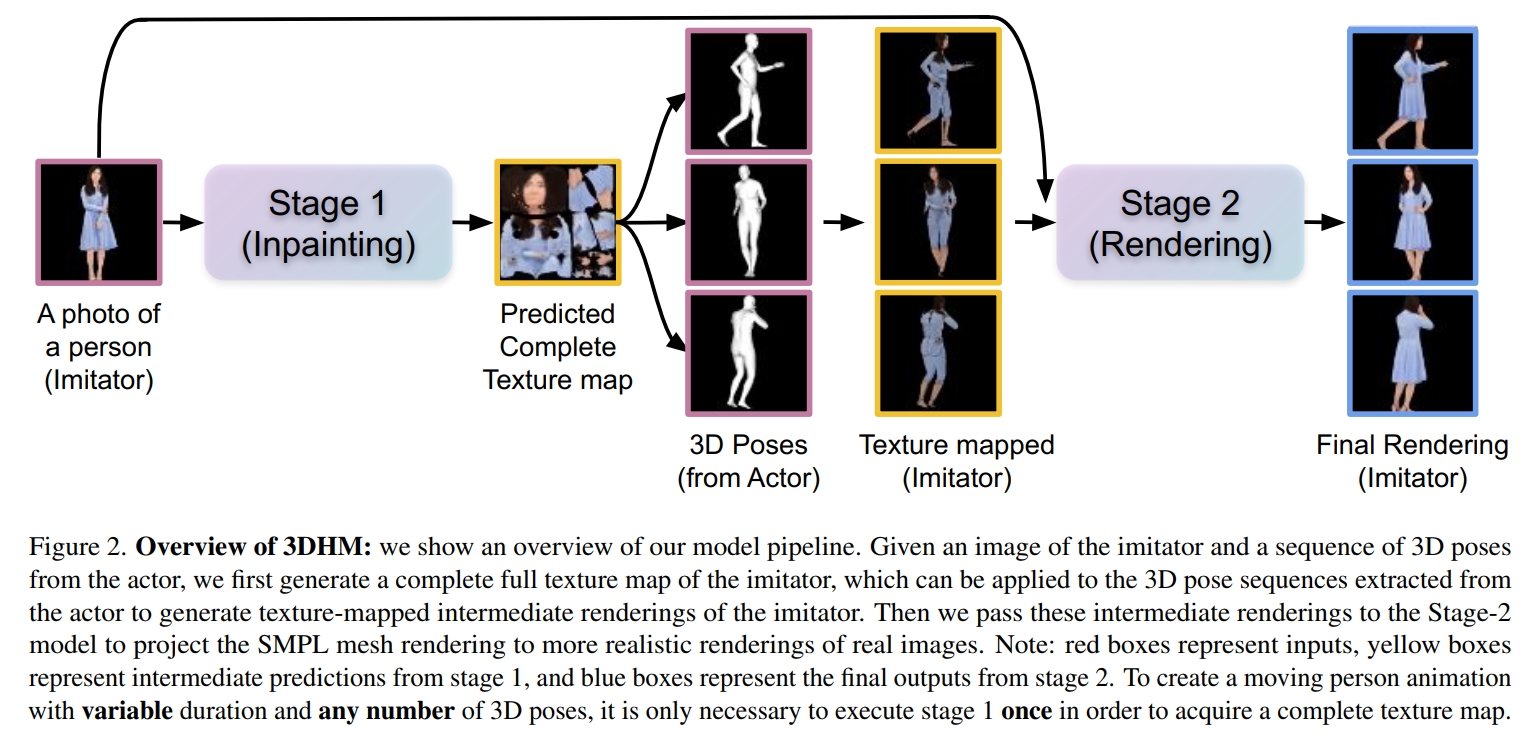 Stage 1
(Inpainting)
Stage 2
(Rendering)
A photo of
a person
(Imitator)
Predicted
Complete
Texture map
3D Poses
(from Actor)
Texture mapped
(Imitator)
Final Rendering
(Imitator)
Figure 2. Overview of 3DHM: we show an overview of our model pipeline. Given an image of the imitator and a sequence of 3D poses
from the actor, we first generate a complete full texture map of the imitator, which can be applied to the 3D pose sequences extracted from
the actor to generate texture-mapped intermediate renderings of the imitator. Then we pass these intermediate renderings to the Stage-2
model to project the SMPL mesh rendering to more realistic renderings of real images. Note: red boxes represent inputs, yellow boxes
represent intermediate predictions from stage 1, and blue boxes represent the final outputs from stage 2. To create a moving person animation
with variable duration and any number of 3D poses, it is only necessary to execute stage 1 once in order to acquire a complete texture map.